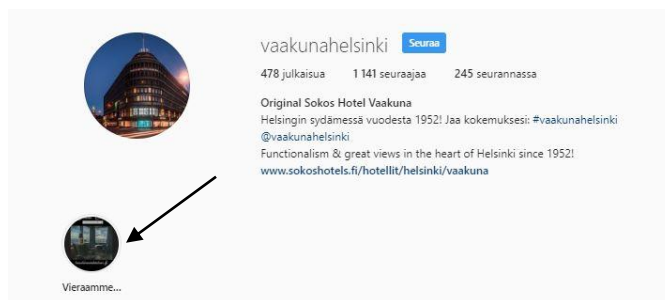 vaakunahelsinki Seuraa
478 julkaisua 1 141 seuraajaa 245 seurannassa
Original Sokos Hotel Vaakuna
Helsingin sydämessä vuodesta 1952! Jaa kokemuksesi: #vaakunahelsinki
@vaakunahelsinki
Functionalism & great views in the heart of Helsinki since 1952!
www.sokoshotels.fi/hotellit/helsinki/vaakuna
Vieraamme...